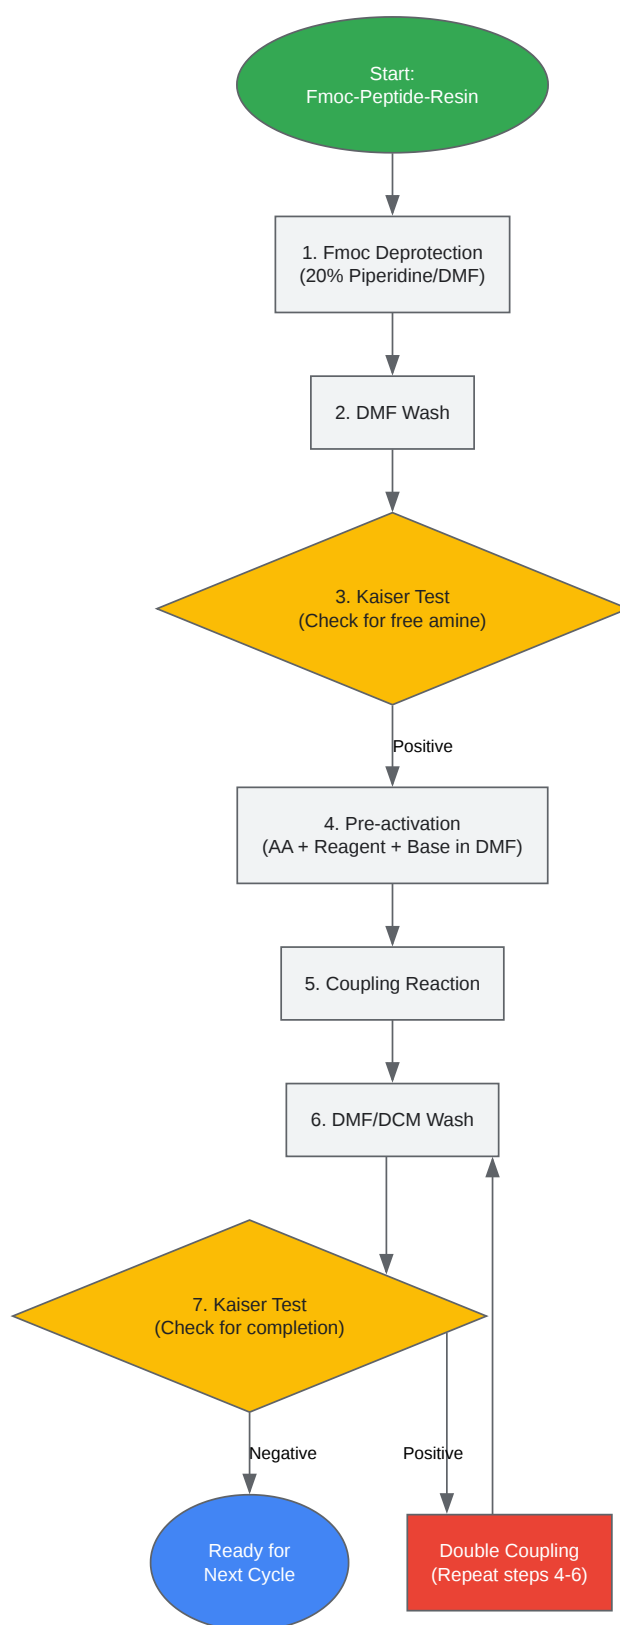 Start:
Fmoc-Peptide-Resin
1. Fmoc Deprotection
(20% Piperidine/DMF)
2. DMF Wash
3. Kaiser Test
(Check for free amine)
Positive
4. Pre-activation
(AA + Reagent + Base in DMF)
5. Coupling Reaction
6. DMF/DCM Wash
7. Kaiser Test
(Check for completion)
Negative
Positive
Ready for
Next Cycle
Double Coupling
(Repeat steps 4-6)